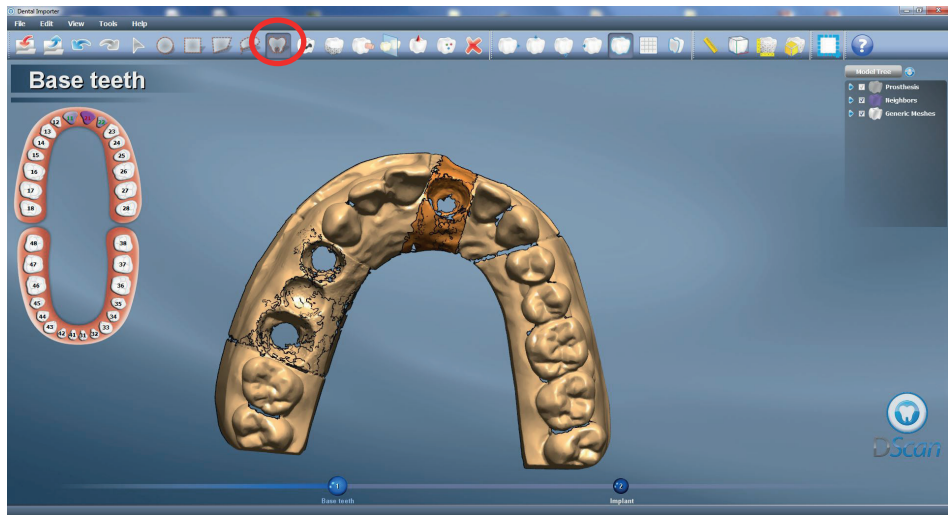 Dental Importer
File Edit View Tools Help
Base teeth
Model Tree
Prosthesis
Neighbors
Generic Meshes
12 11 21 22
13 23
14 24
15 25
16 26
17 27
18 28
48 38
47 37
46 36
45 35
44 34
43 42 41 31 32 33
DScan
1 2
Base teeth Implant